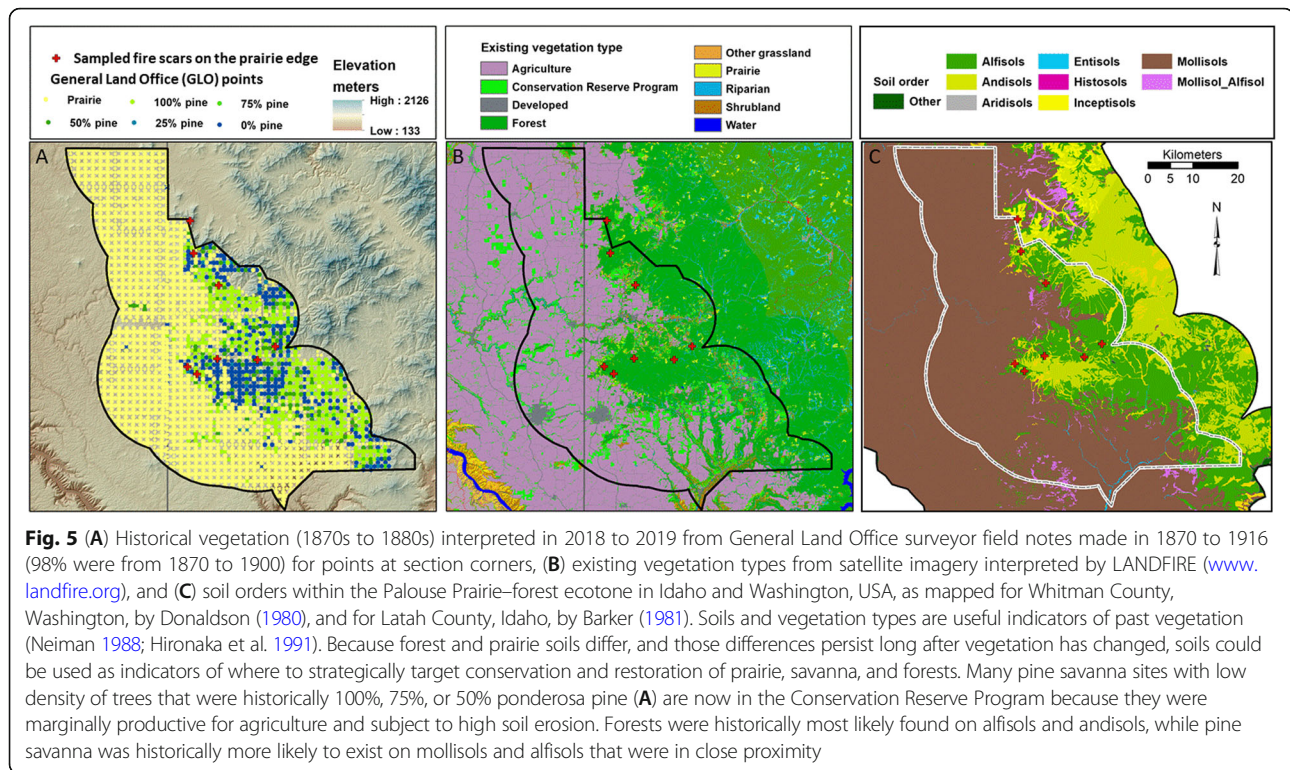 Sampled fire scars on the prairie edge
General Land Office (GLO) points
Prairie
100% pine
75% pine
50% pine
25% pine
0% pine
Elevation
meters
High : 2126
Low : 133
Existing vegetation type
Agriculture
Conservation Reserve Program
Developed
Forest
Other grassland
Prairie
Riparian
Shrubland
Water
Soil order
Other
Alfisols
Andisols
Aridisols
Entisols
Histosols
Inceptisols
Mollisols
Mollisol_Alfisol
A
B
C
Kilometers
0 5 10 20
N
Fig. 5 (A) Historical vegetation (1870s to 1880s) interpreted in 2018 to 2019 from General Land Office surveyor field notes made in 1870 to 1916
(98% were from 1870 to 1900) for points at section corners, (B) existing vegetation types from satellite imagery interpreted by LANDFIRE (www.
landfire.org), and (C) soil orders within the Palouse Prairie–forest ecotone in Idaho and Washington, USA, as mapped for Whitman County,
Washington, by Donaldson (1980), and for Latah County, Idaho, by Barker (1981). Soils and vegetation types are useful indicators of past vegetation
(Neiman 1988; Hironaka et al. 1991). Because forest and prairie soils differ, and those differences persist long after vegetation has changed, soils could
be used as indicators of where to strategically target conservation and restoration of prairie, savanna, and forests. Many pine savanna sites with low
density of trees that were historically 100%, 75%, or 50% ponderosa pine (A) are now in the Conservation Reserve Program because they were
marginally productive for agriculture and subject to high soil erosion. Forests were historically most likely found on alfisols and andisols, while pine
savanna was historically more likely to exist on mollisols and alfisols that were in close proximity